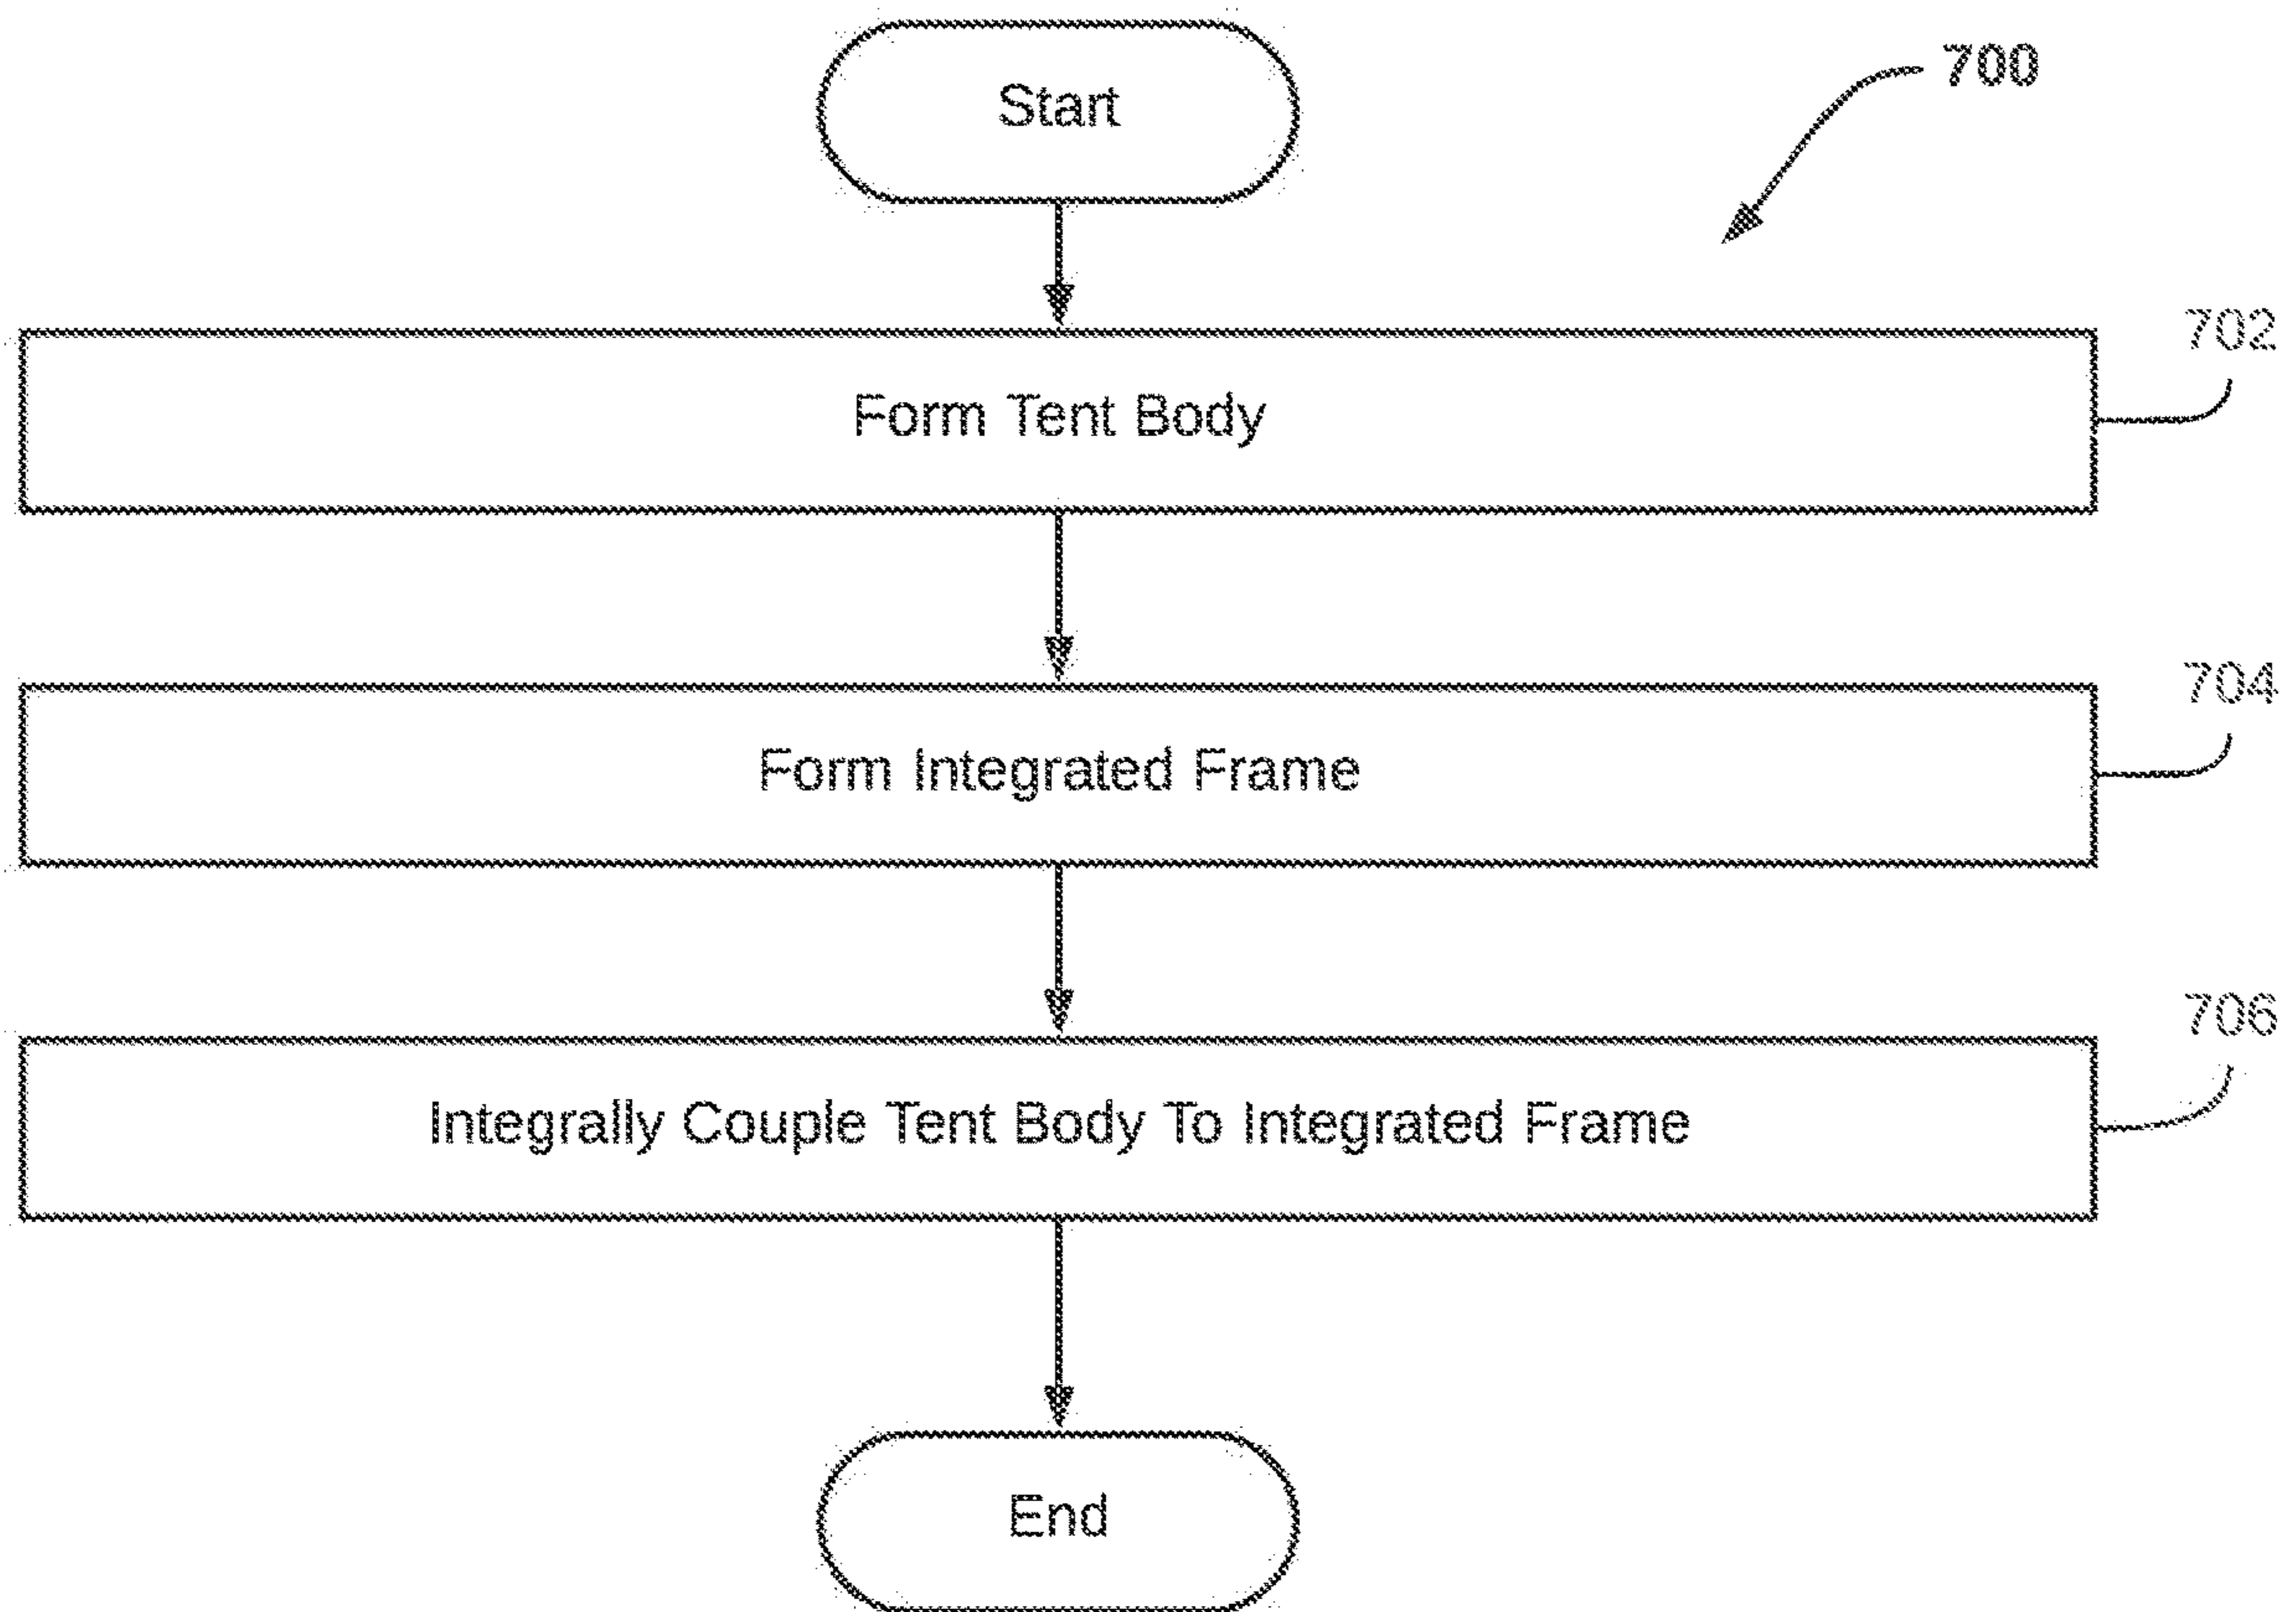 Start
700
702
Form Tent Body
704
Form Integrated Frame
706
Integrally Couple Tent Body To Integrated Frame
End